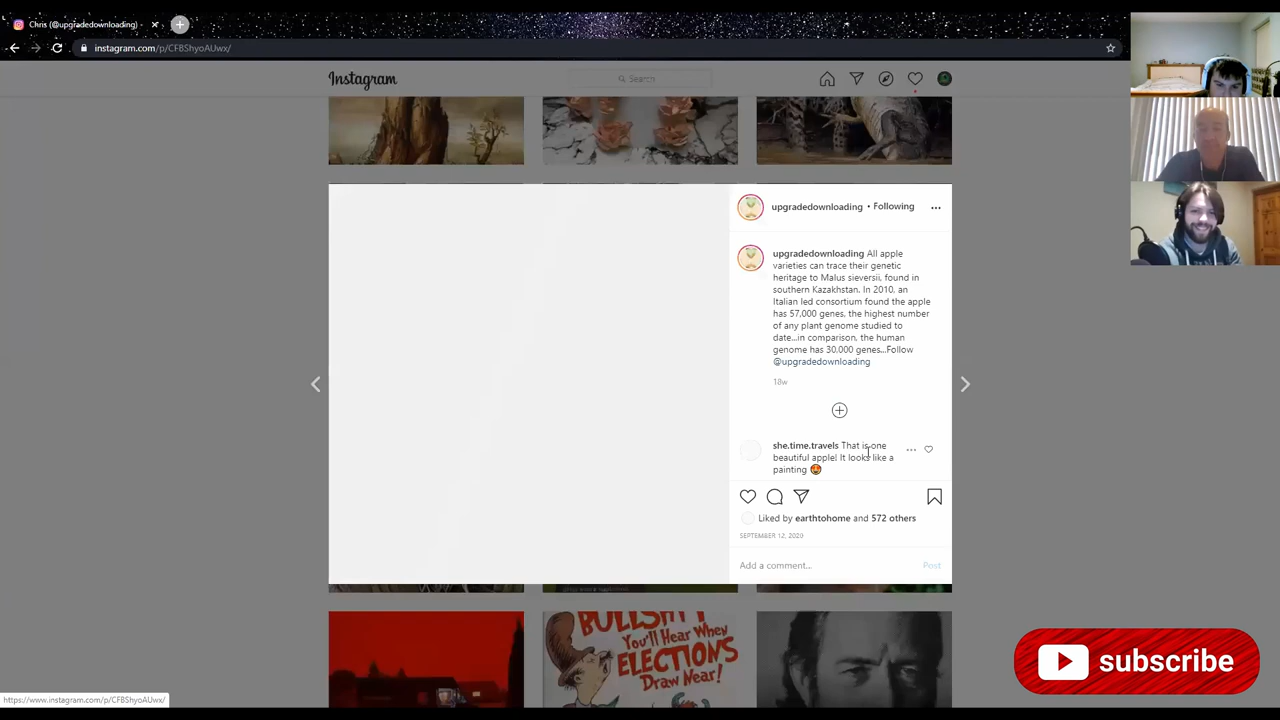 Chris (@upgradedownloading) -
instagram.com/p/CFBShyoAUwx/
Instagram
Search
upgradedownloading • Following
upgradedownloading All apple
varieties can trace their genetic
heritage to Malus sieversii, found in
southern Kazakhstan. In 2010, an
Italian led consortium found the apple
has 57,000 genes, the highest number
of any plant genome studied to
date...in comparison, the human
genome has 30,000 genes...Follow
@upgradedownloading
18w
she.time.travels That is one
beautiful apple! It looks like a
painting
Liked by earthtohome and 572 others
SEPTEMBER 12, 2020
Add a comment...
Post
BULLSH*T
You'll Hear When
ELECTIONS
Draw Near!
subscribe
https://www.instagram.com/p/CFBShyoAUwx/